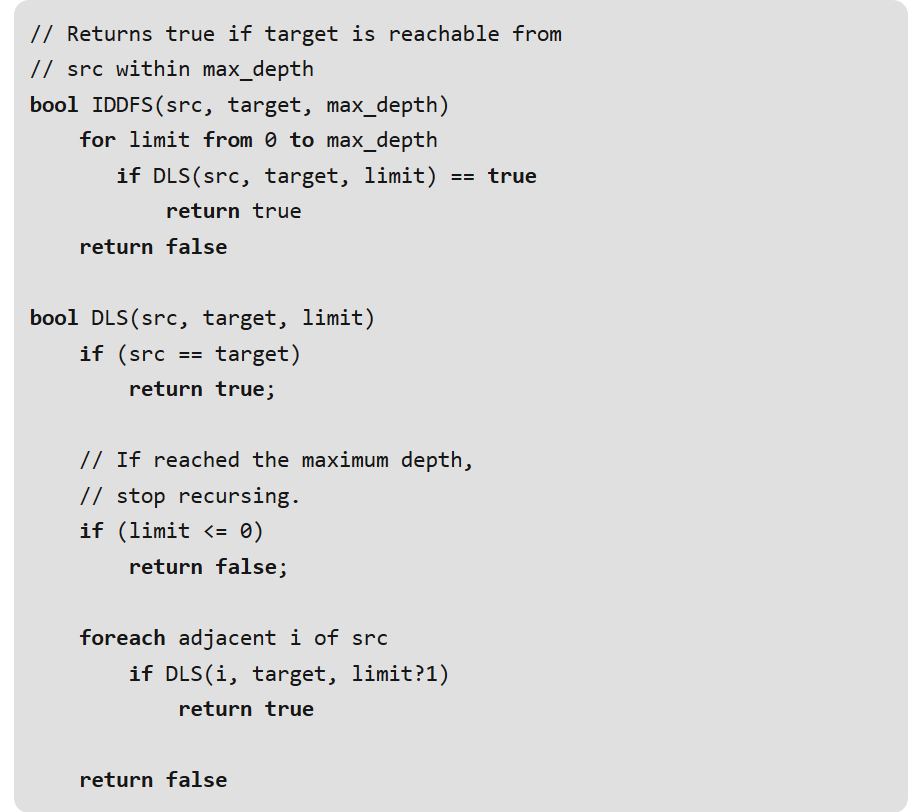 // Returns true if target is reachable from
// src within max_depth
bool IDDFS(src, target, max_depth)
    for limit from 0 to max_depth
       if DLS(src, target, limit) == true
           return true
    return false

bool DLS(src, target, limit)
    if (src == target)
        return true;

    // If reached the maximum depth,
    // stop recursing.
    if (limit <= 0)
        return false;

    foreach adjacent i of src
        if DLS(i, target, limit?1)
            return true

    return false